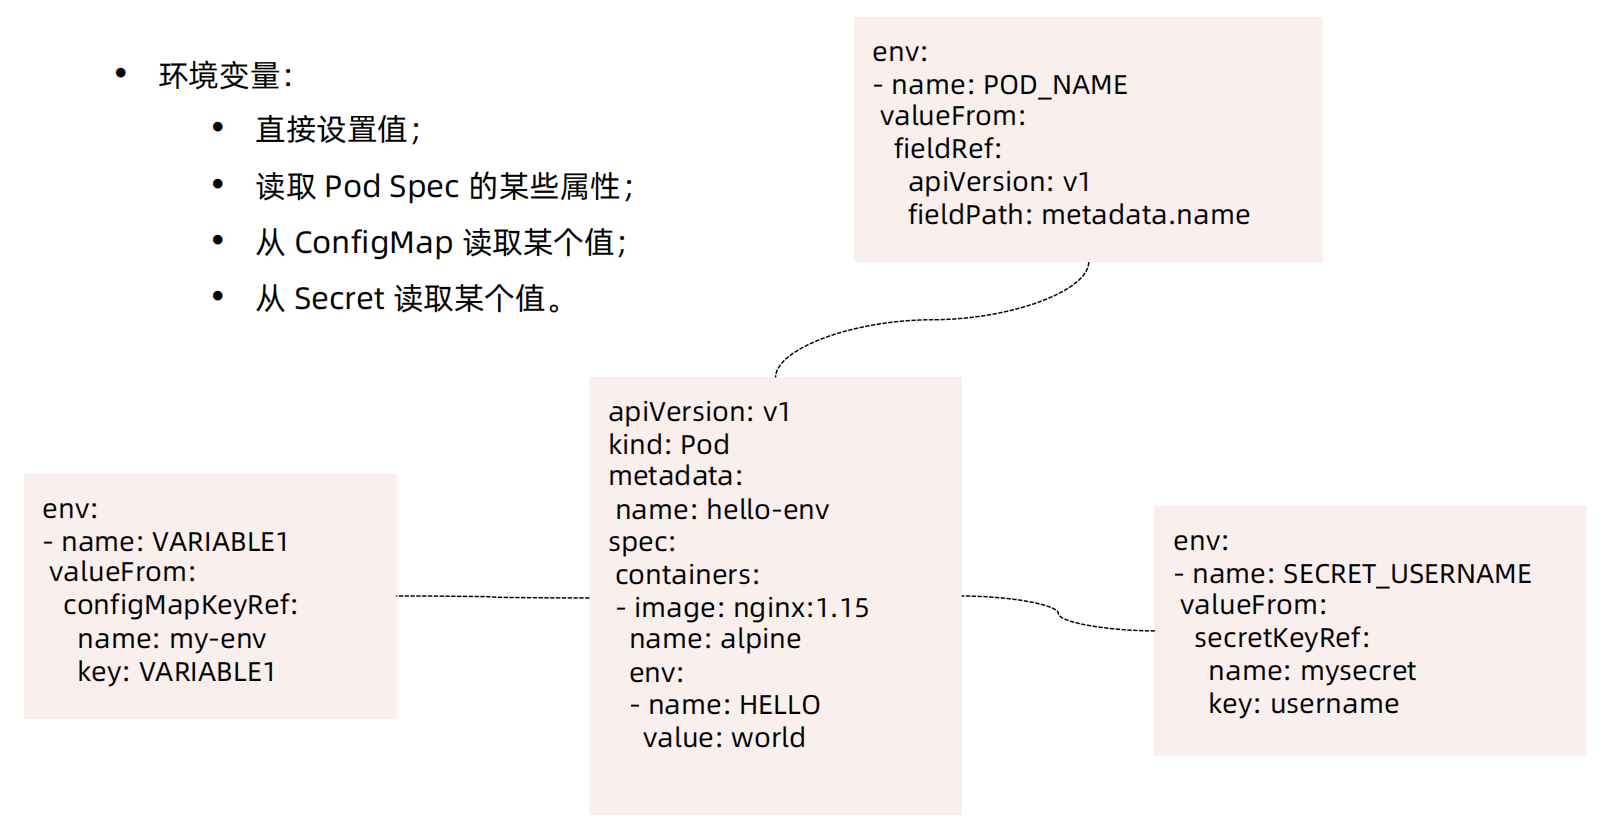 • 环境变量：
• 直接设置值；
• 读取 Pod Spec 的某些属性；
• 从 ConfigMap 读取某个值；
• 从 Secret 读取某个值。
env:
- name: POD_NAME
valueFrom:
fieldRef:
apiVersion: v1
fieldPath: metadata.name
env:
- name: VARIABLE1
valueFrom:
configMapKeyRef:
name: my-env
key: VARIABLE1
apiVersion: v1
kind: Pod
metadata:
name: hello-env
spec:
containers:
- image: nginx:1.15
name: alpine
env:
- name: HELLO
value: world
env:
- name: SECRET_USERNAME
valueFrom:
secretKeyRef:
name: mysecret
key: username